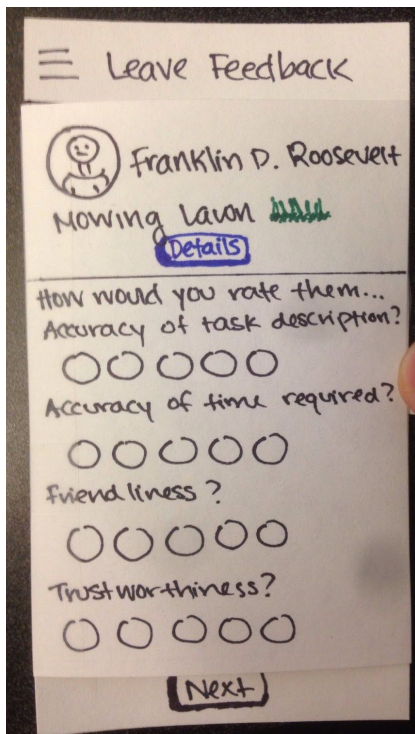 Leave Feedback
Franklin D. Roosevelt
Mowing Lawn
Details
How would you rate them...
Accuracy of task description?
Accuracy of time required?
Friendliness?
Trustworthiness?
Next